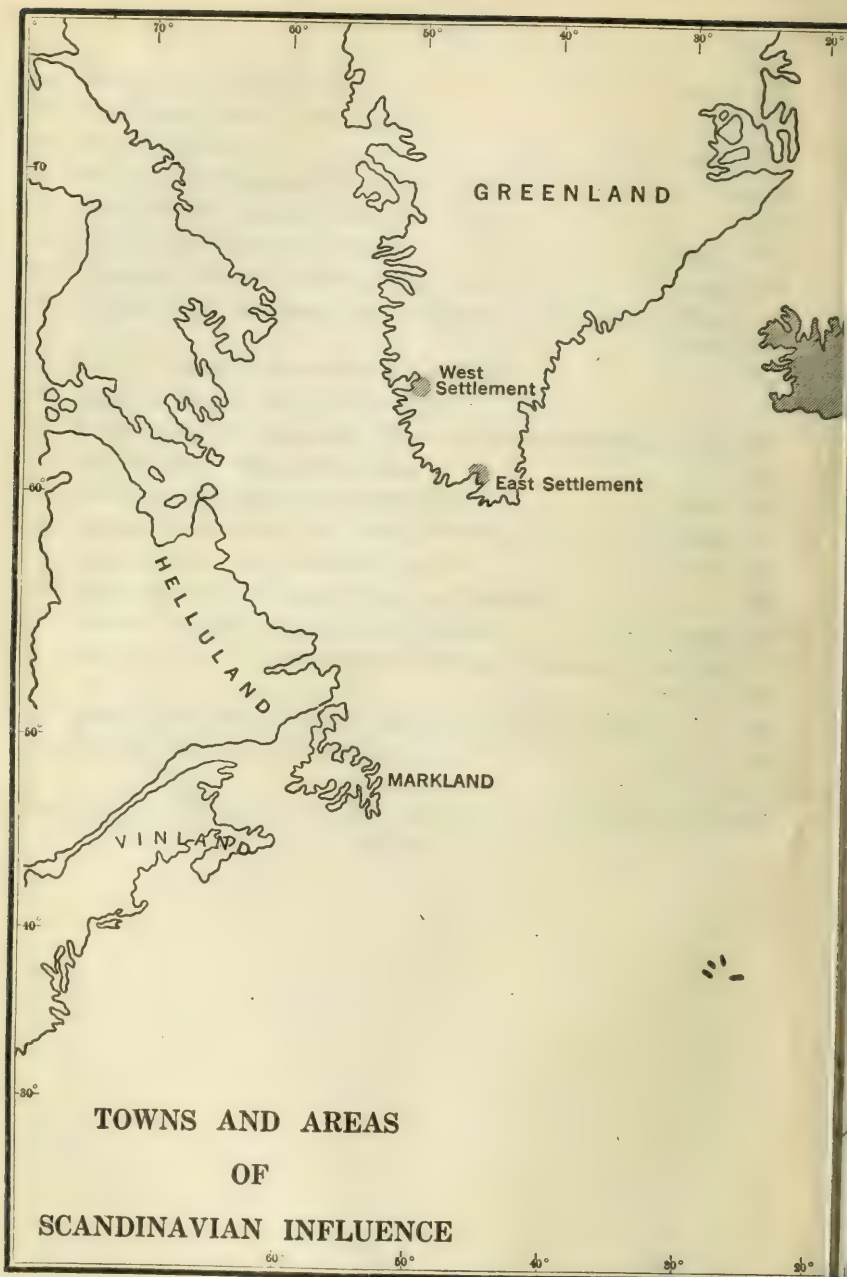 70° 60° 50° 40° 30° 20°
70
GREENLAND
West
Settlement
60
East Settlement
HELLULAND
50°
MARKLAND
VINLAND
40°
30°
TOWNS AND AREAS
OF
SCANDINAVIAN INFLUENCE
60° 50° 40° 30° 20°